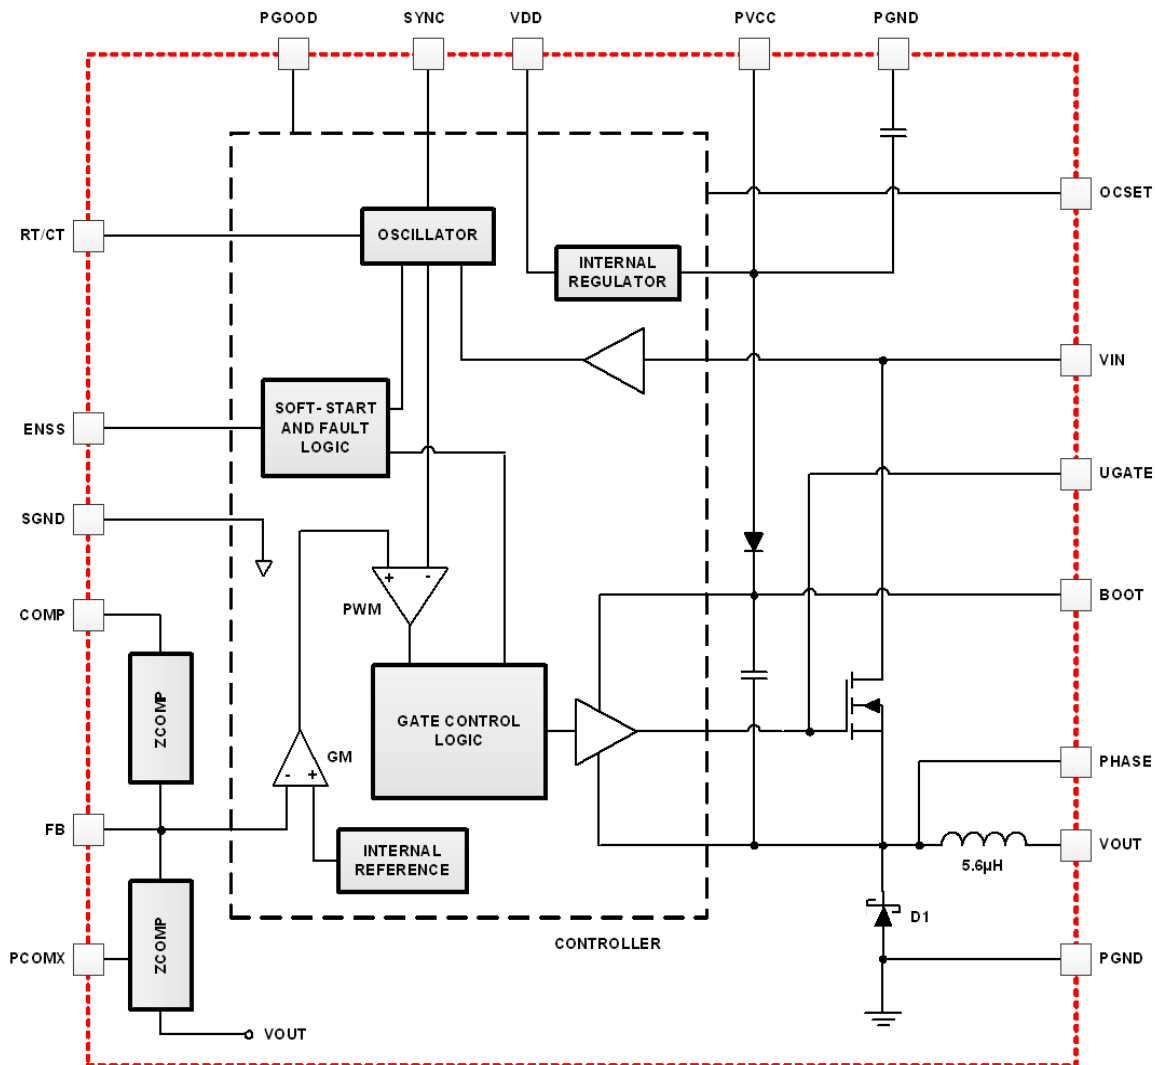 PGOOD
SYNC
VDD
PVCC
PGND
OCSET
RT/CT
OSCILLATOR
INTERNAL
REGULATOR
VIN
SOFT- START
AND FAULT
LOGIC
ENSS
UGATE
SGND
+
-
BOOT
COMP
PWM
ZCOMP
GATE CONTROL
LOGIC
GM
-
+
PHASE
FB
VOUT
INTERNAL
REFERENCE
5.6µH
ZCOMP
D1
CONTROLLER
PCOMX
PGND
VOUT